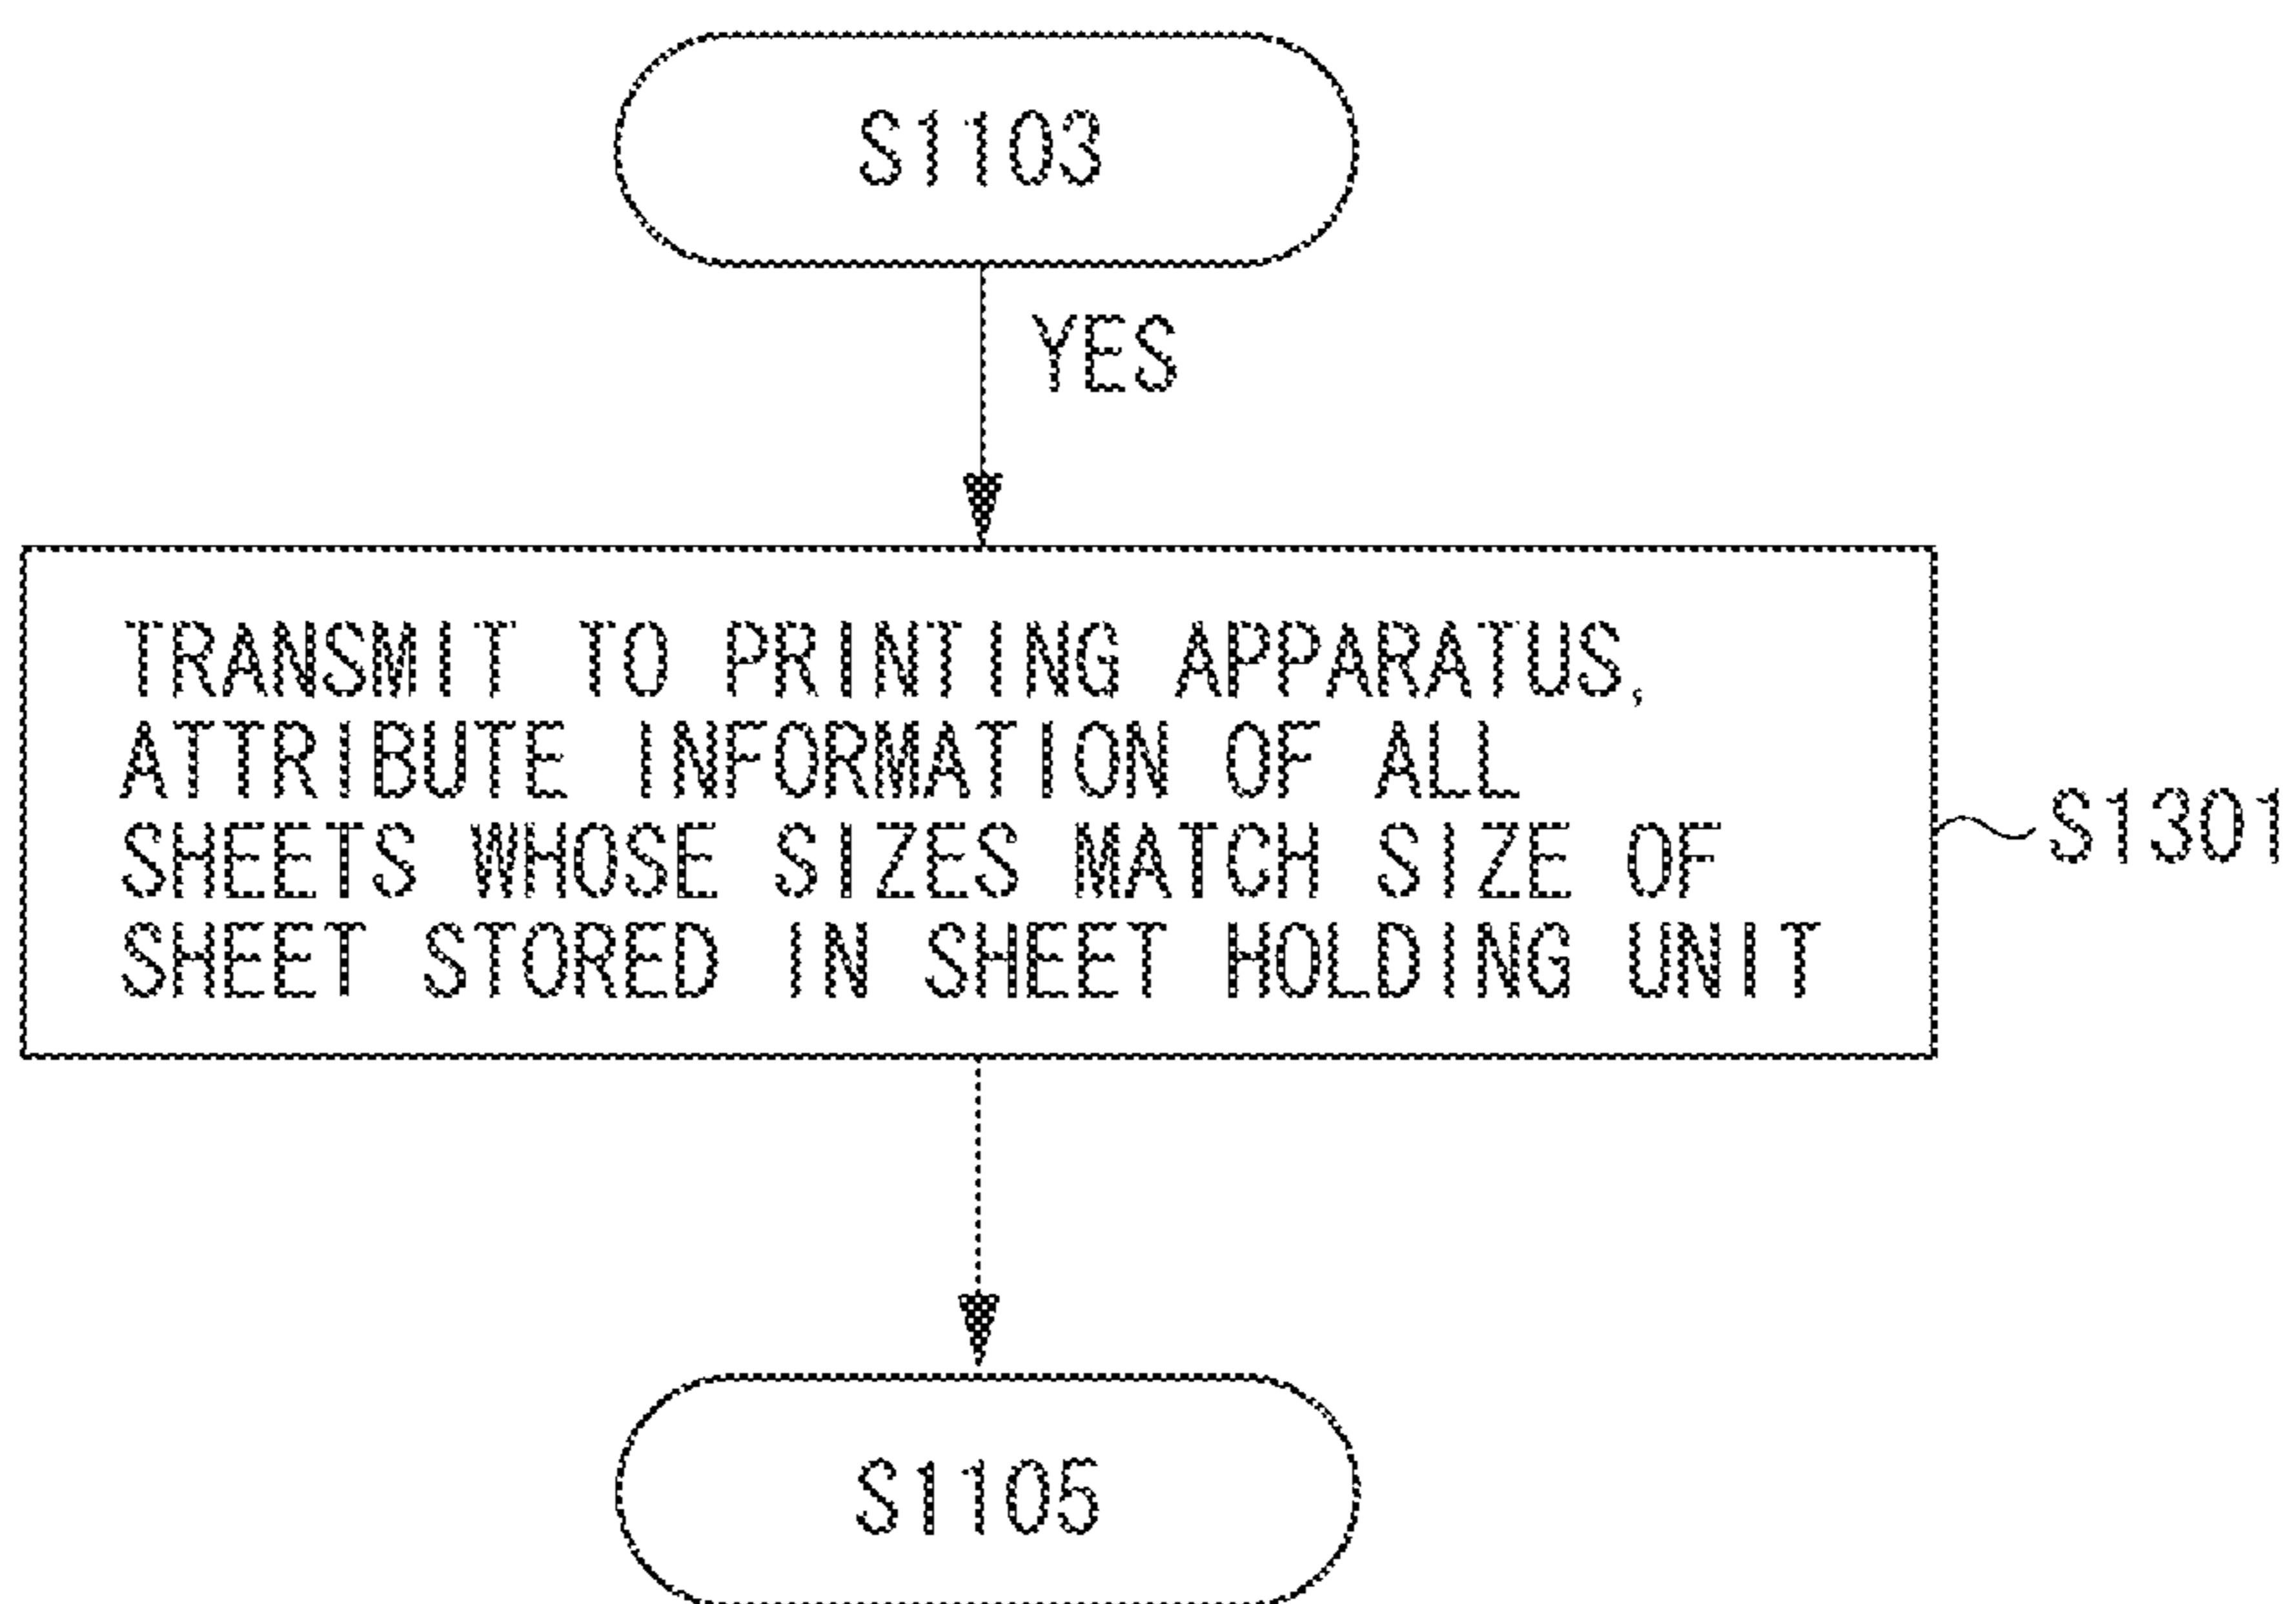 S1103
YES
TRANSMIT TO PRINTING APPARATUS,
ATTRIBUTE INFORMATION OF ALL
SHEETS WHOSE SIZES MATCH SIZE OF
SHEET STORED IN SHEET HOLDING UNIT
S1301
S1105